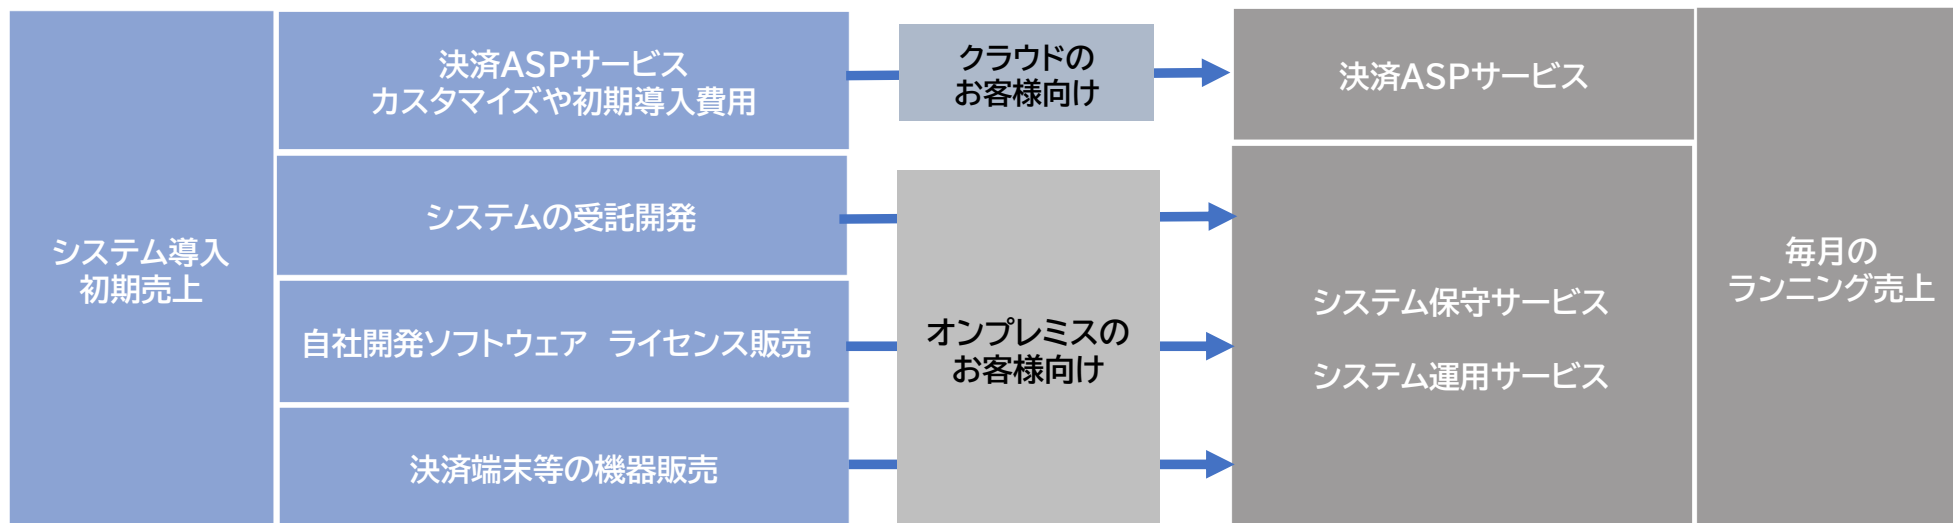 システム導入
初期売上
決済ASPサービス
カスタマイズや初期導入費用
システムの受託開発
自社開発ソフトウェア　ライセンス販売
決済端末等の機器販売
クラウドの
お客様向け
オンプレミスの
お客様向け
決済ASPサービス
システム保守サービス
システム運用サービス
毎月の
ランニング売上